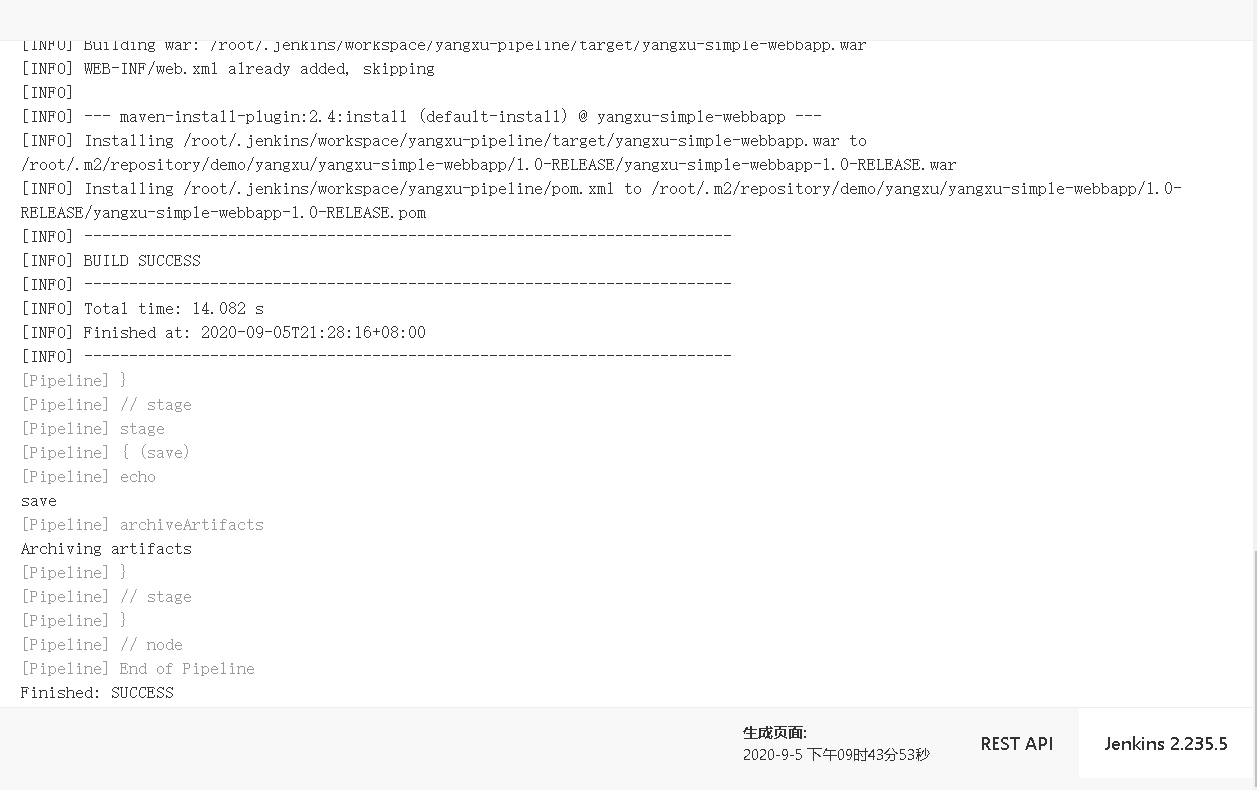 [INFO] Building war: /root/.jenkins/workspace/yangxu-pipeline/target/yangxu-simple-webbapp.war
[INFO] WEB-INF/web.xml already added, skipping
[INFO]
[INFO] --- maven-install-plugin:2.4:install (default-install) @ yangxu-simple-webbapp ---
[INFO] Installing /root/.jenkins/workspace/yangxu-pipeline/target/yangxu-simple-webbapp.war to
/root/.m2/repository/demo/yangxu/yangxu-simple-webbapp/1.0-RELEASE/yangxu-simple-webbapp-1.0-RELEASE.war
[INFO] Installing /root/.jenkins/workspace/yangxu-pipeline/pom.xml to /root/.m2/repository/demo/yangxu/yangxu-simple-webbapp/1.0-
RELEASE/yangxu-simple-webbapp-1.0-RELEASE.pom
[INFO] ------------------------------------------------------------------------
[INFO] BUILD SUCCESS
[INFO] ------------------------------------------------------------------------
[INFO] Total time: 14.082 s
[INFO] Finished at: 2020-09-05T21:28:16+08:00
[INFO] ------------------------------------------------------------------------
[Pipeline] }
[Pipeline] // stage
[Pipeline] stage
[Pipeline] { (save)
[Pipeline] echo
save
[Pipeline] archiveArtifacts
Archiving artifacts
[Pipeline] }
[Pipeline] // stage
[Pipeline] }
[Pipeline] // node
[Pipeline] End of Pipeline
Finished: SUCCESS
生成页面:
2020-9-5 下午09时43分53秒
REST API
Jenkins 2.235.5